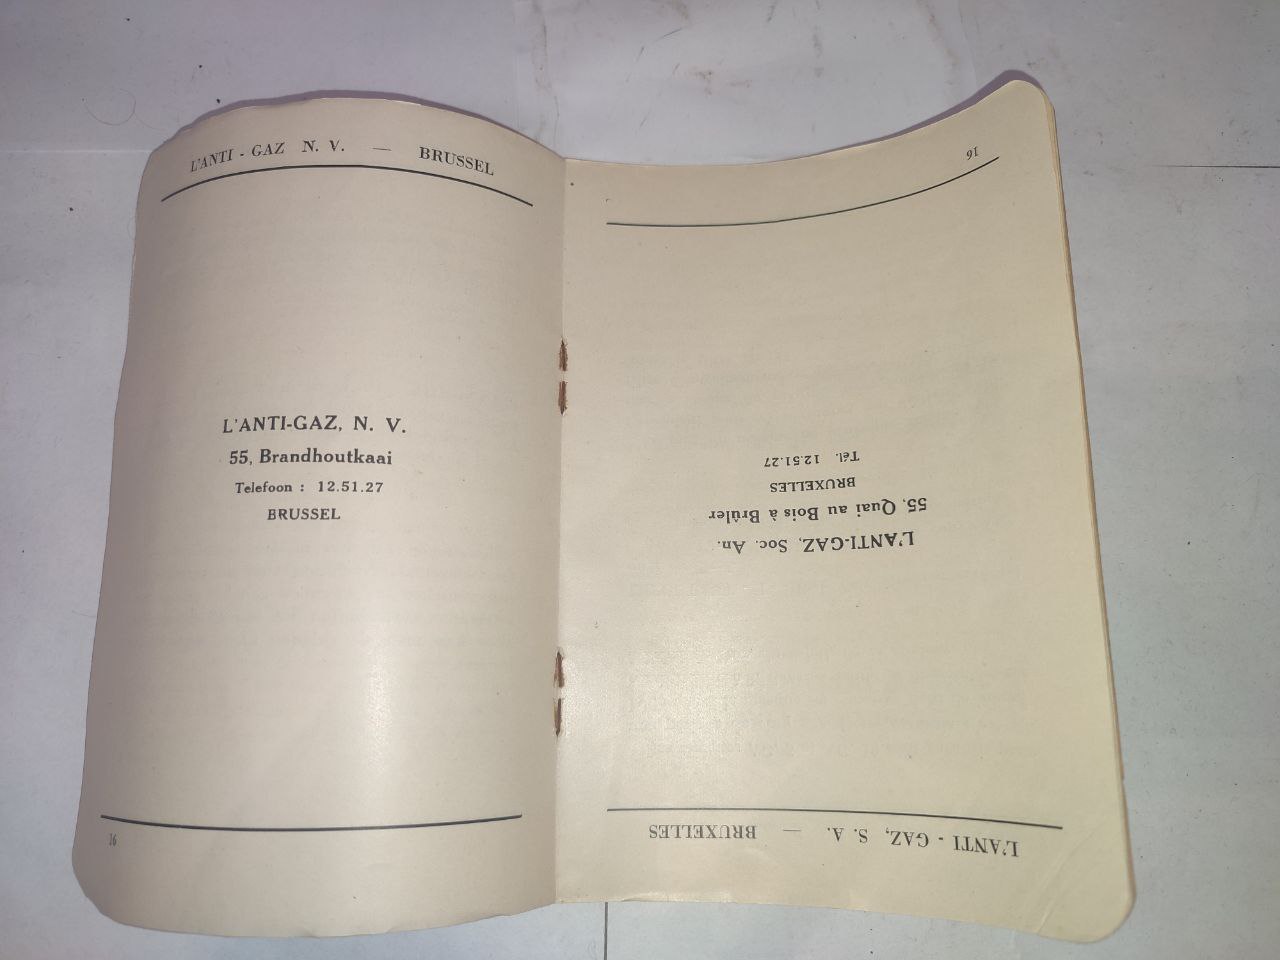 L'ANTI - GAZ N. V. — BRUSSEL
L'ANTI-GAZ, N. V.
55, Brandhoutkaai
Telefoon : 12.51.27
BRUSSEL
16
L'ANTI - GAZ, S. A. — BRUXELLES
L'ANTI-GAZ, Soc. An.
55, Quai au Bois à Brûler
BRUXELLES
Tél. 12.51.27
16